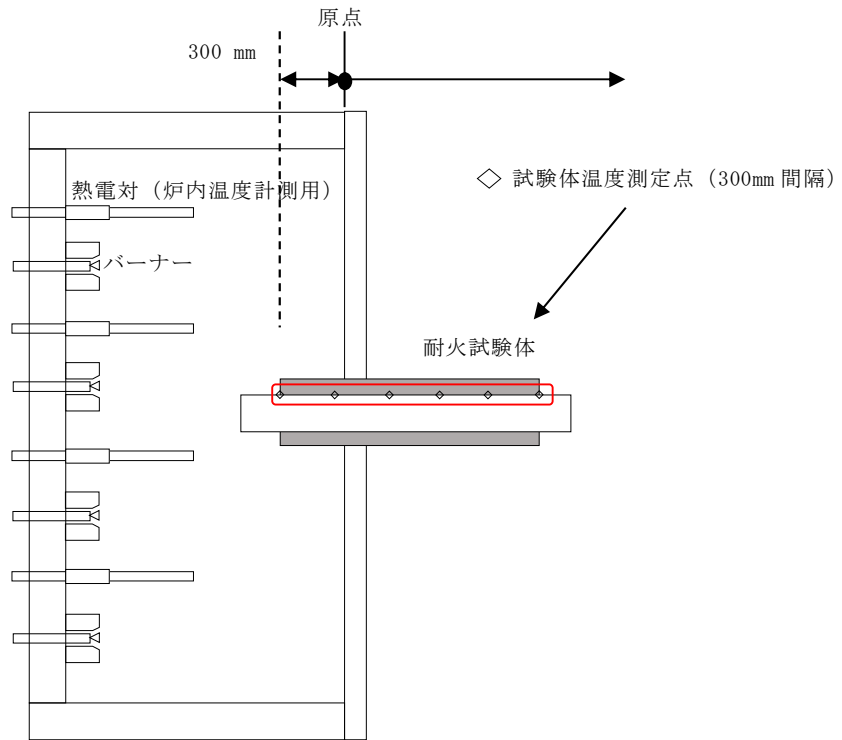 原点
300 mm
◇ 試験体温度測定点（300mm 間隔）
熱電対（炉内温度計測用）
バーナー
耐火試験体